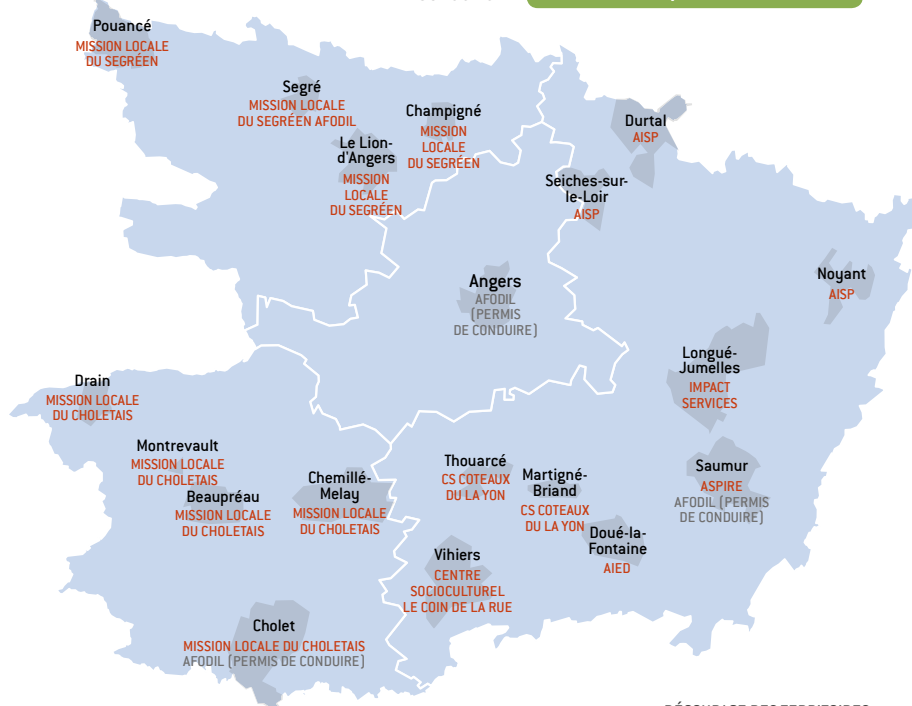 Pouancé
MISSION LOCALE
DU SEGRÉEN
Segré
MISSION LOCALE
DU SEGRÉEN AFODIL
Champigné
MISSION
LOCALE
DU SEGRÉEN
Le Lion-
d'Angers
MISSION
LOCALE
DU SEGRÉEN
Durtal
AISP
Seiches-sur-
le-Loir
AISP
Angers
AFODIL
(PERMIS
DE CONDUIRE)
Noyant
AISP
Longué-
Jumelles
IMPACT
SERVICES
Drain
MISSION LOCALE
DU CHOLETAIS
Montrevault
MISSION LOCALE
DU CHOLETAIS
Beaupréau
MISSION LOCALE
DU CHOLETAIS
Chemillé-
Melay
MISSION LOCALE
DU CHOLETAIS
Thouarcé
CS COTEAUX
DU LA YON
Martigné-
Briand
CS COTEAUX
DU LA YON
Saumur
ASPIRE
AFODIL (PERMIS
DE CONDUIRE)
Doué-la-
Fontaine
AIED
Vihiers
CENTRE
SOCIOCULTUREL
LE COIN DE LA RUE
Cholet
MISSION LOCALE DU CHOLETAIS
AFODIL (PERMIS DE CONDUIRE)
DÉCOUPAGE DES TERRITOIRES